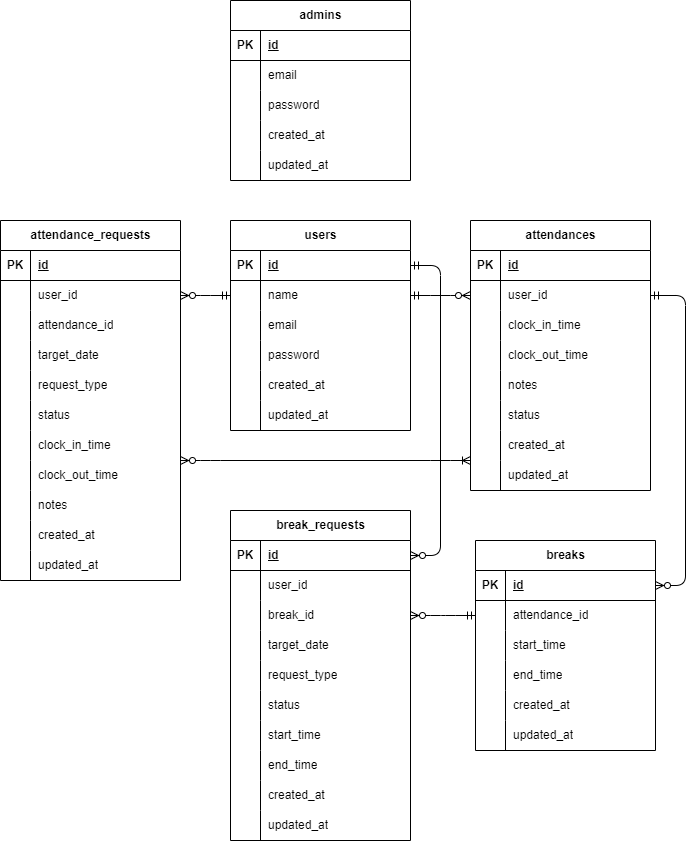 admins
PK id
email
password
created_at
updated_at
attendance_requests
PK id
user_id
attendance_id
target_date
request_type
status
clock_in_time
clock_out_time
notes
created_at
updated_at
users
PK id
name
email
password
created_at
updated_at
attendances
PK id
user_id
clock_in_time
clock_out_time
notes
status
created_at
updated_at
break_requests
PK id
user_id
break_id
target_date
request_type
status
start_time
end_time
created_at
updated_at
breaks
PK id
attendance_id
start_time
end_time
created_at
updated_at